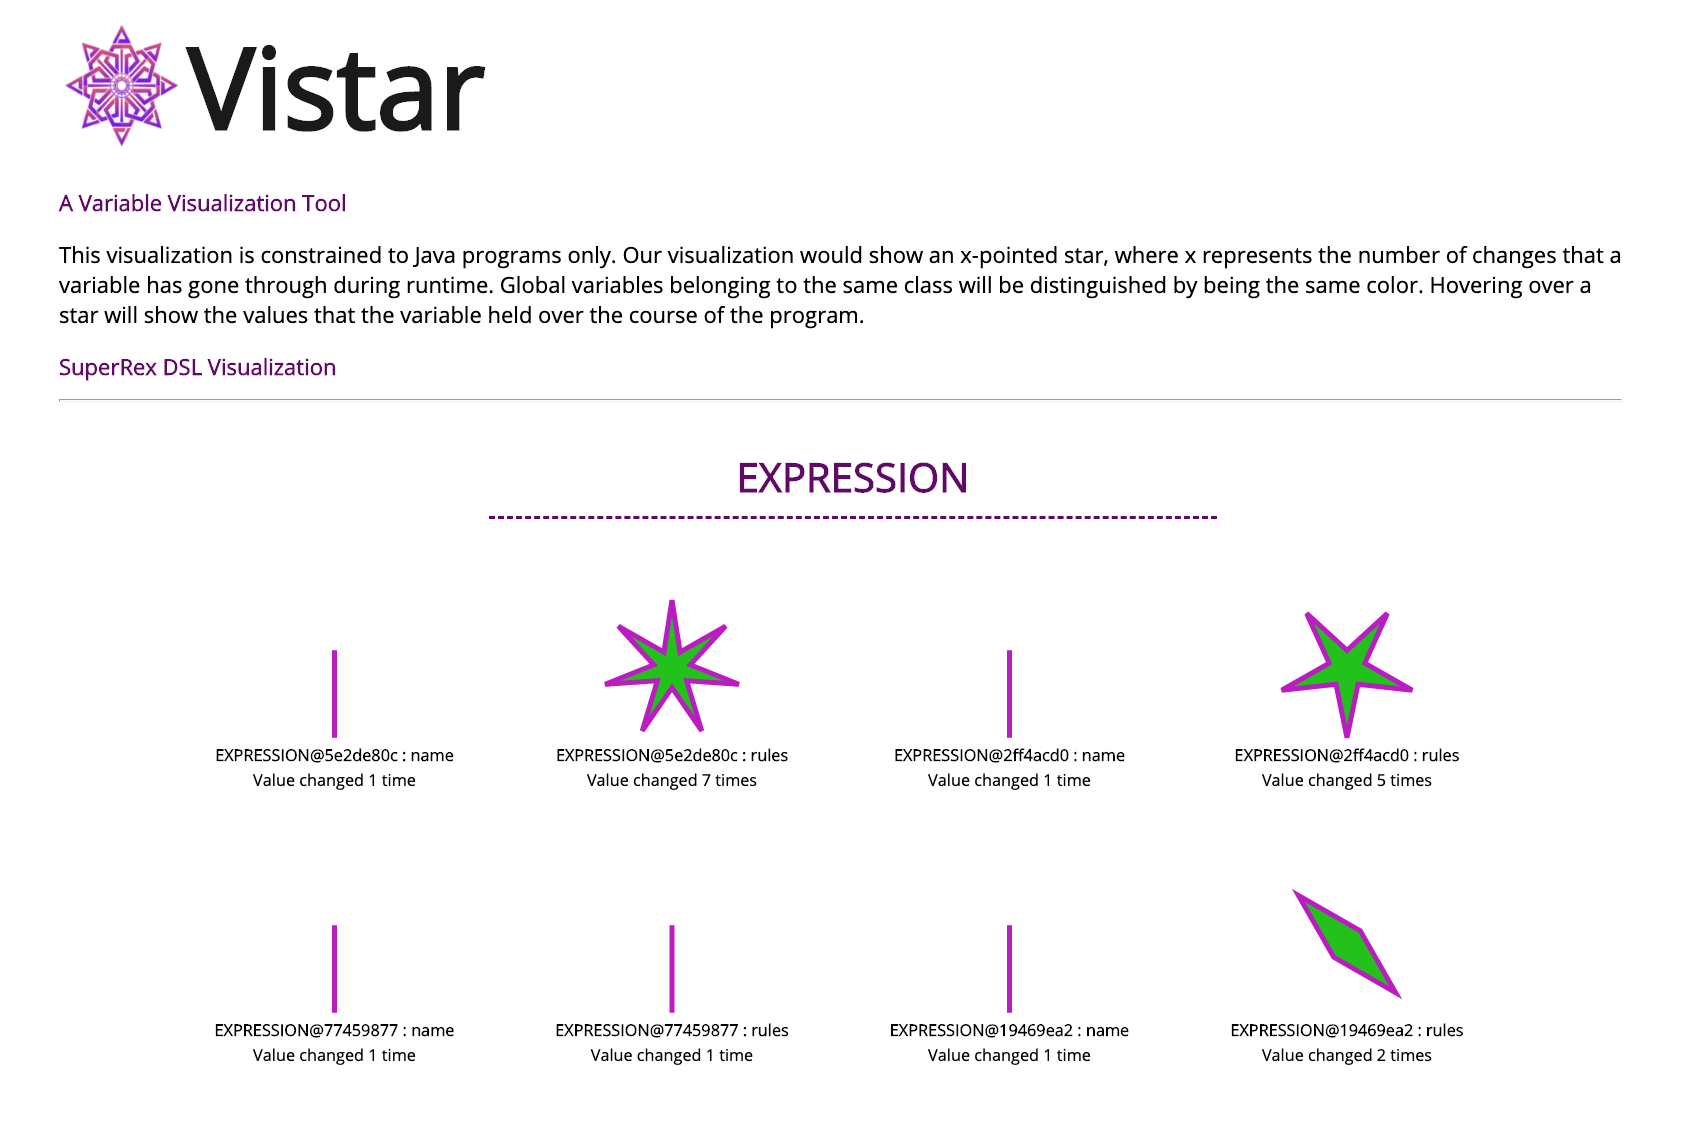 Vistar
A Variable Visualization Tool
This visualization is constrained to Java programs only. Our visualization would show an x-pointed star, where x represents the number of changes that a
variable has gone through during runtime. Global variables belonging to the same class will be distinguished by being the same color. Hovering over a
star will show the values that the variable held over the course of the program.
SuperRex DSL Visualization
EXPRESSION
EXPRESSION@5e2de80c : name
Value changed 1 time
EXPRESSION@5e2de80c : rules
Value changed 7 times
EXPRESSION@2ff4acd0 : name
Value changed 1 time
EXPRESSION@2ff4acd0 : rules
Value changed 5 times
EXPRESSION@77459877 : name
Value changed 1 time
EXPRESSION@77459877 : rules
Value changed 1 time
EXPRESSION@19469ea2 : name
Value changed 1 time
EXPRESSION@19469ea2 : rules
Value changed 2 times